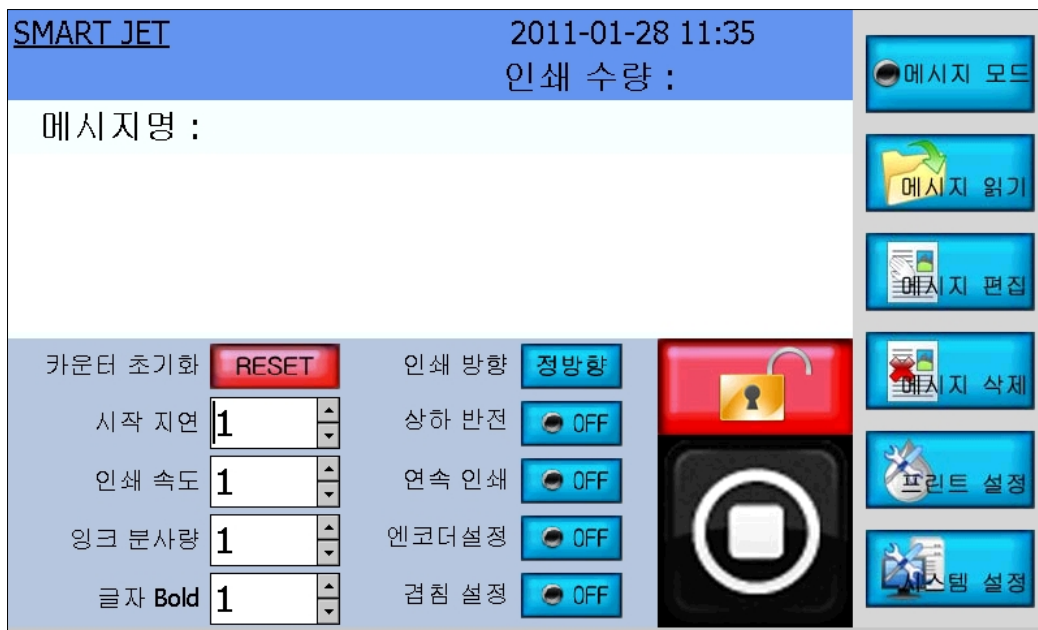 SMART JET
2011-01-28 11:35
인쇄 수량 :
메시지명 :
카운터 초기화 RESET
시작 지연 1
인쇄 속도 1
잉크 분사량 1
글자 Bold 1
인쇄 방향 정방향
상하 반전 OFF
연속 인쇄 OFF
엔코더설정 OFF
겹침 설정 OFF
메시지 모드
메시지 읽기
메시지 편집
메시지 삭제
프린트 설정
시스템 설정